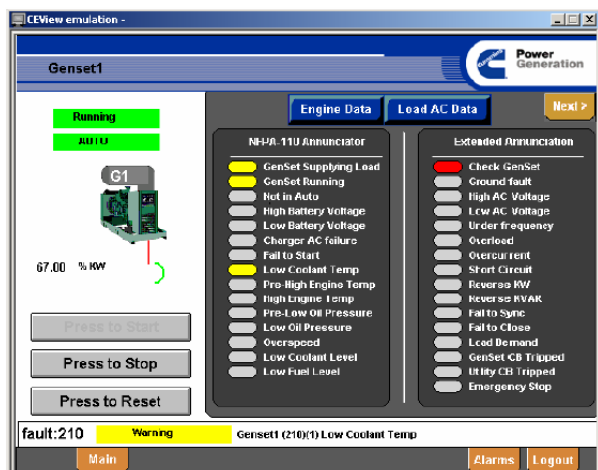 CEView emulation -
Genset1
Power
Generation
Running
AUTO
Engine Data
Load AC Data
Next >
NFPA-110 Annunciator
Extended Annunciation
G1
67.00 % KW
GenSet Supplying Load
GenSet Running
Not in Auto
High Battery Voltage
Low Battery Voltage
Charger AC failure
Fail to Start
Low Coolant Temp
Pre-High Engine Temp
High Engine Temp
Pre-Low Oil Pressure
Low Oil Pressure
Overspeed
Low Coolant Level
Low Fuel Level
Check GenSet
Ground fault
High AC Voltage
Low AC Voltage
Under frequency
Overload
Overcurrent
Short Circuit
Reverse KW
Reverse KVAR
Fail to Sync
Fail to Close
Load Demand
GenSet CB Tripped
Utility CB Tripped
Emergency Stop
Press to Start
Press to Stop
Press to Reset
fault:210
Warning
Genset1 (210)(1) Low Coolant Temp
Main
Alarms
Logout